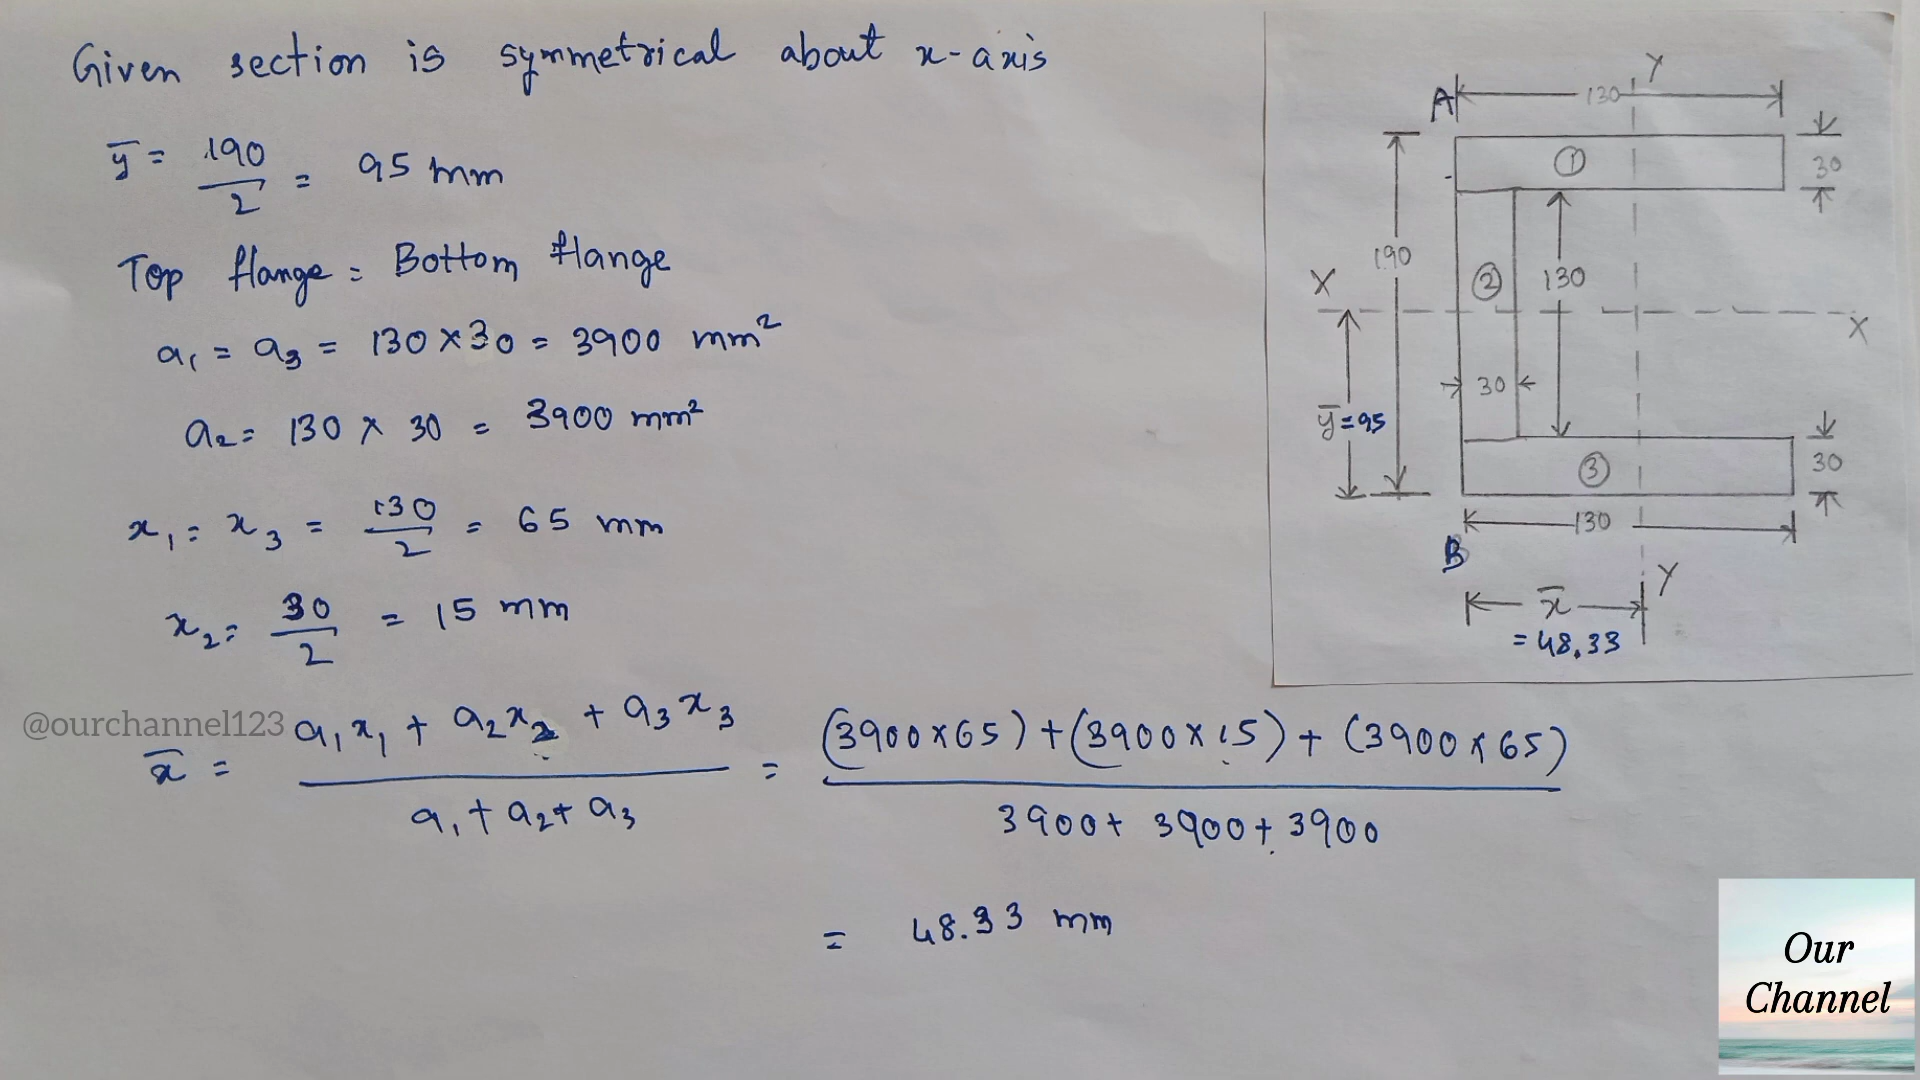 Given section is symmetrical about x-axis
y̅ = 190/2 = 95 mm
Top flange = Bottom flange
a₁ = a₃ = 130 × 30 = 3900 mm²
a₂ = 130 × 30 = 3900 mm²
x₁ = x₃ = 130/2 = 65 mm
x₂ = 30/2 = 15 mm
x̅ = (a₁x₁ + a₂x₂ + a₃x₃)/(a₁ + a₂ + a₃) = ((3900×65) + (3900×15) + (3900×65))/(3900 + 3900 + 3900)
= 48.33 mm
@ourchannel123
Y
A
130
①
30
190
X
②
130
X
30
y̅ = 95
③
30
130
B
Y
x̅
= 48.33
Our
Channel